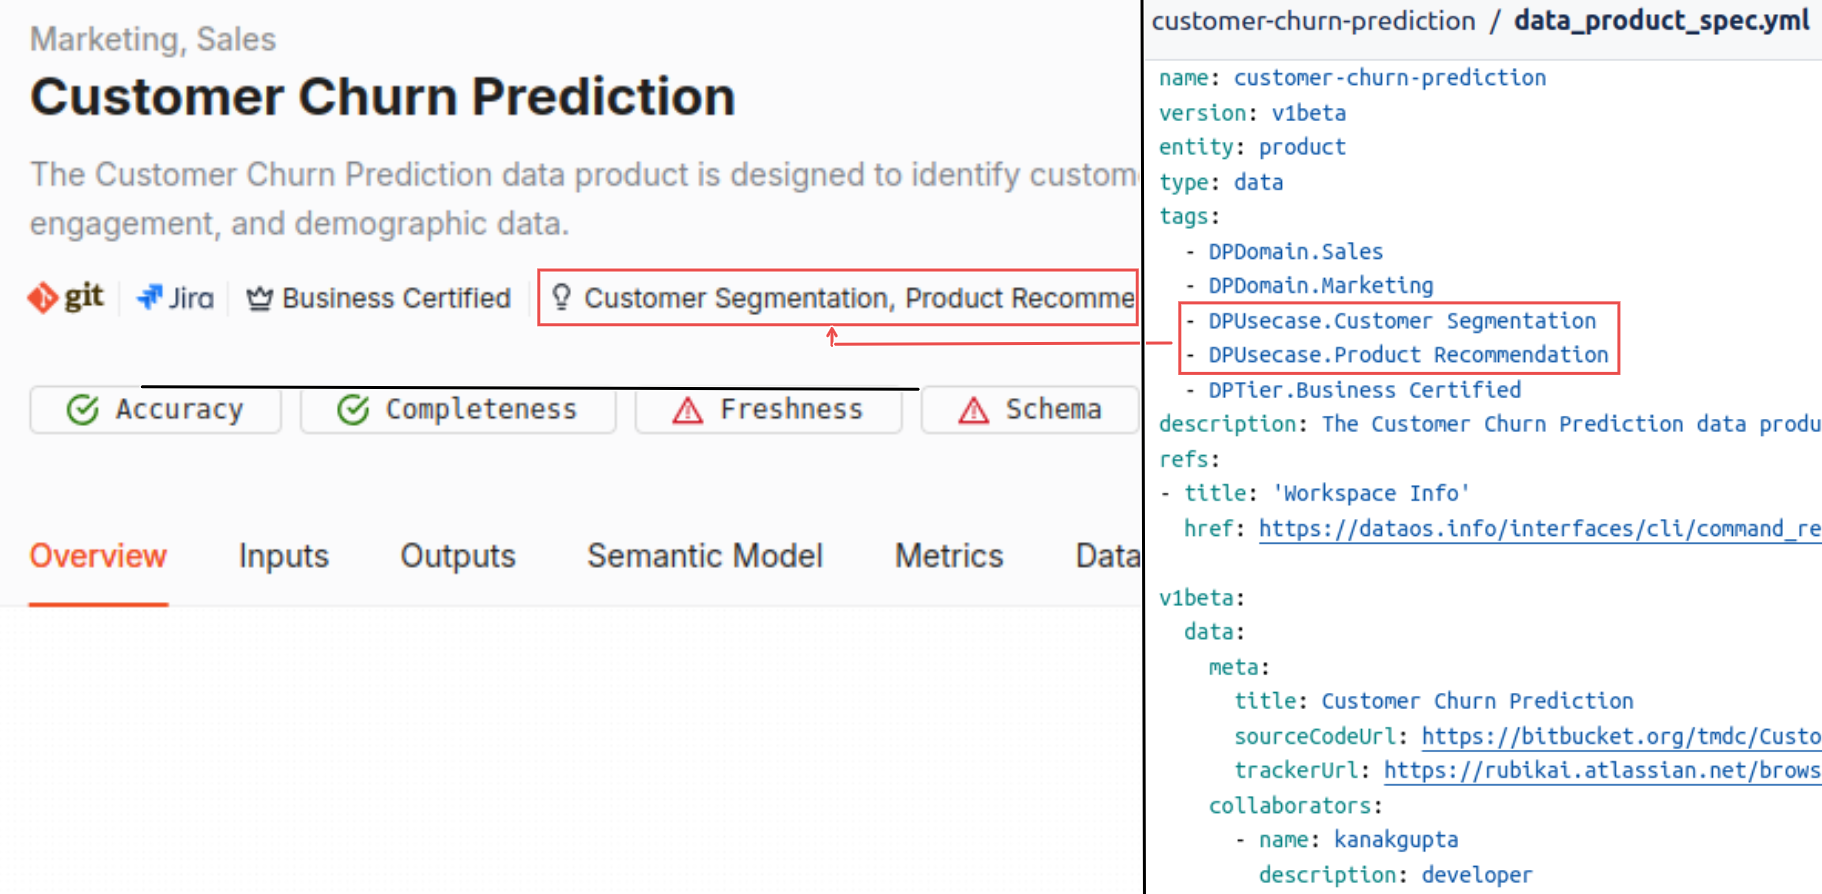 Marketing, Sales
Customer Churn Prediction
The Customer Churn Prediction data product is designed to identify custom
engagement, and demographic data.
git Jira Business Certified Customer Segmentation, Product Recomme
Accuracy Completeness Freshness Schema
Overview Inputs Outputs Semantic Model Metrics Data
customer-churn-prediction / data_product_spec.yml
name: customer-churn-prediction
version: v1beta
entity: product
type: data
tags:
- DPDomain.Sales
- DPDomain.Marketing
- DPUsecase.Customer Segmentation
- DPUsecase.Product Recommendation
- DPTier.Business Certified
description: The Customer Churn Prediction data produ
refs:
- title: 'Workspace Info'
href: https://dataos.info/interfaces/cli/command_re
v1beta:
data:
meta:
title: Customer Churn Prediction
sourceCodeUrl: https://bitbucket.org/tmdc/Custo
trackerUrl: https://rubikai.atlassian.net/brows
collaborators:
- name: kanakgupta
description: developer